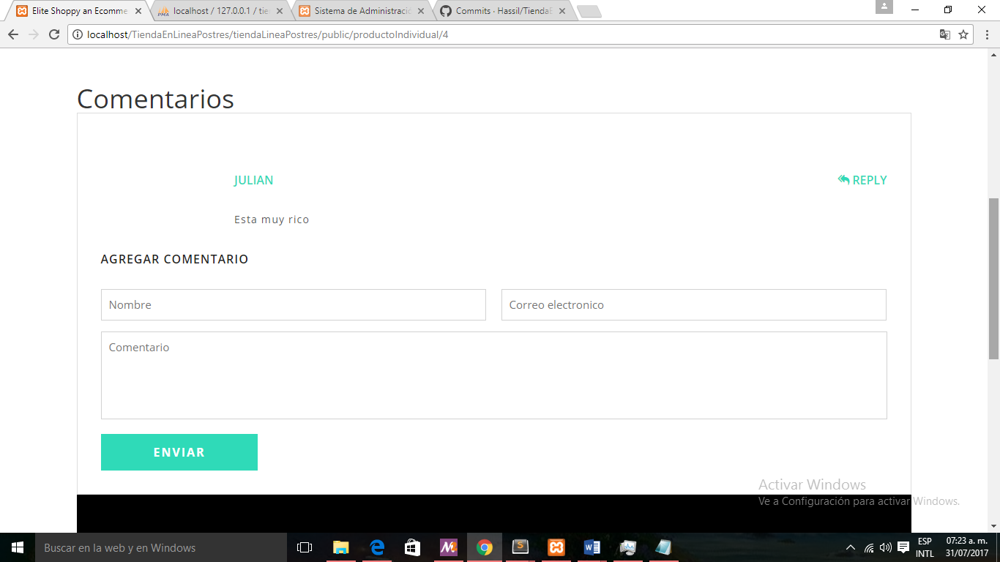 Elite Shoppy an Ecomme
localhost / 127.0.0.1 / tie
Sistema de Administració
Commits - Hassil/TiendaE
localhost/TiendaEnLineaPostres/tiendaLineaPostres/public/productoIndividual/4
Comentarios
JULIAN
REPLY
Esta muy rico
AGREGAR COMENTARIO
Nombre
Correo electronico
Comentario
ENVIAR
Activar Windows
Ve a Configuración para activar Windows.
Buscar en la web y en Windows
ESP
INTL
07:23 a. m.
31/07/2017